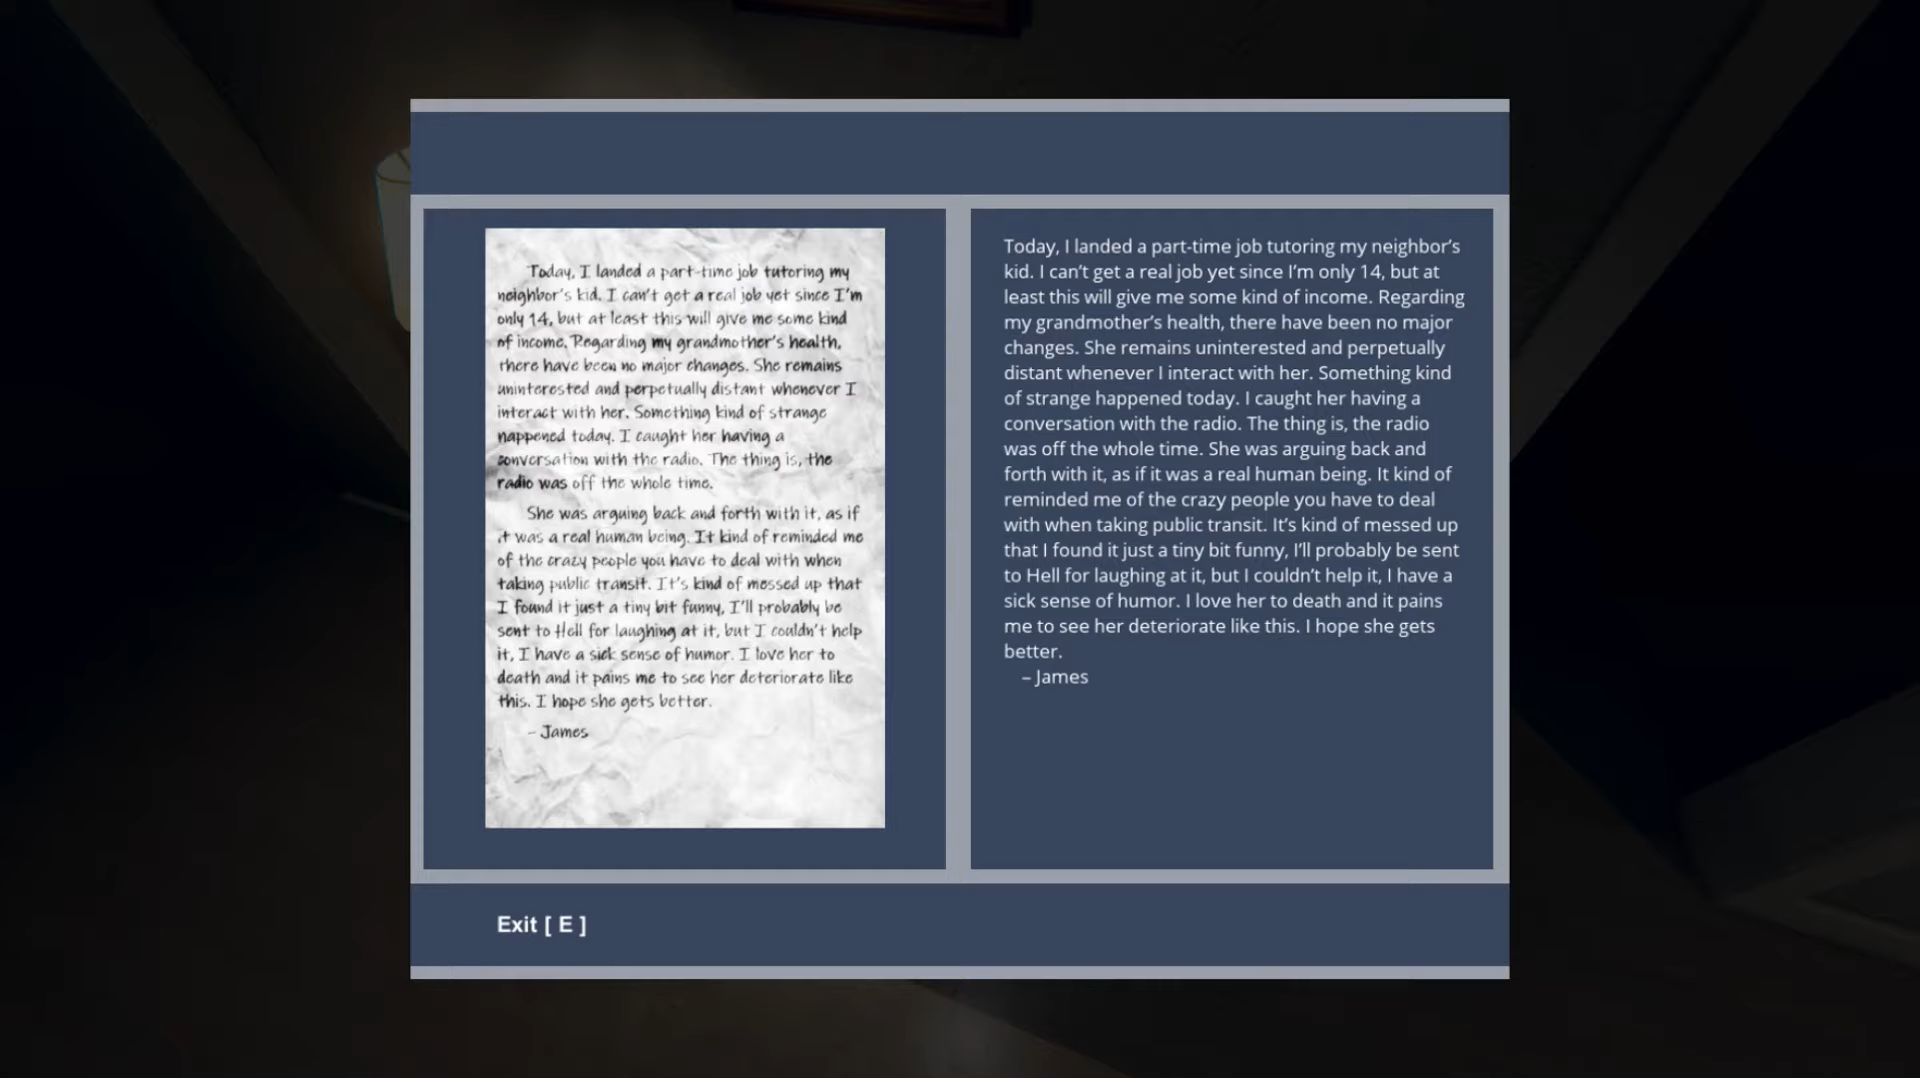 Today, I landed a part-time job tutoring my
neighbor's kid. I can't get a real job yet since I'm
only 14, but at least this will give me some kind
of income. Regarding my grandmother's health,
there have been no major changes. She remains
uninterested and perpetually distant whenever I
interact with her. Something kind of strange
happened today. I caught her having a
conversation with the radio. The thing is, the
radio was off the whole time.
She was arguing back and forth with it, as if
it was a real human being. It kind of reminded me
of the crazy people you have to deal with when
taking public transit. It's kind of messed up that
I found it just a tiny bit funny, I'll probably be
sent to Hell for laughing at it, but I couldn't help
it, I have a sick sense of humor. I love her to
death and it pains me to see her deteriorate like
this. I hope she gets better.
- James
Today, I landed a part-time job tutoring my neighbor's
kid. I can't get a real job yet since I'm only 14, but at
least this will give me some kind of income. Regarding
my grandmother's health, there have been no major
changes. She remains uninterested and perpetually
distant whenever I interact with her. Something kind
of strange happened today. I caught her having a
conversation with the radio. The thing is, the radio
was off the whole time. She was arguing back and
forth with it, as if it was a real human being. It kind of
reminded me of the crazy people you have to deal
with when taking public transit. It's kind of messed up
that I found it just a tiny bit funny, I'll probably be sent
to Hell for laughing at it, but I couldn't help it, I have a
sick sense of humor. I love her to death and it pains
me to see her deteriorate like this. I hope she gets
better.
– James
Exit [ E ]